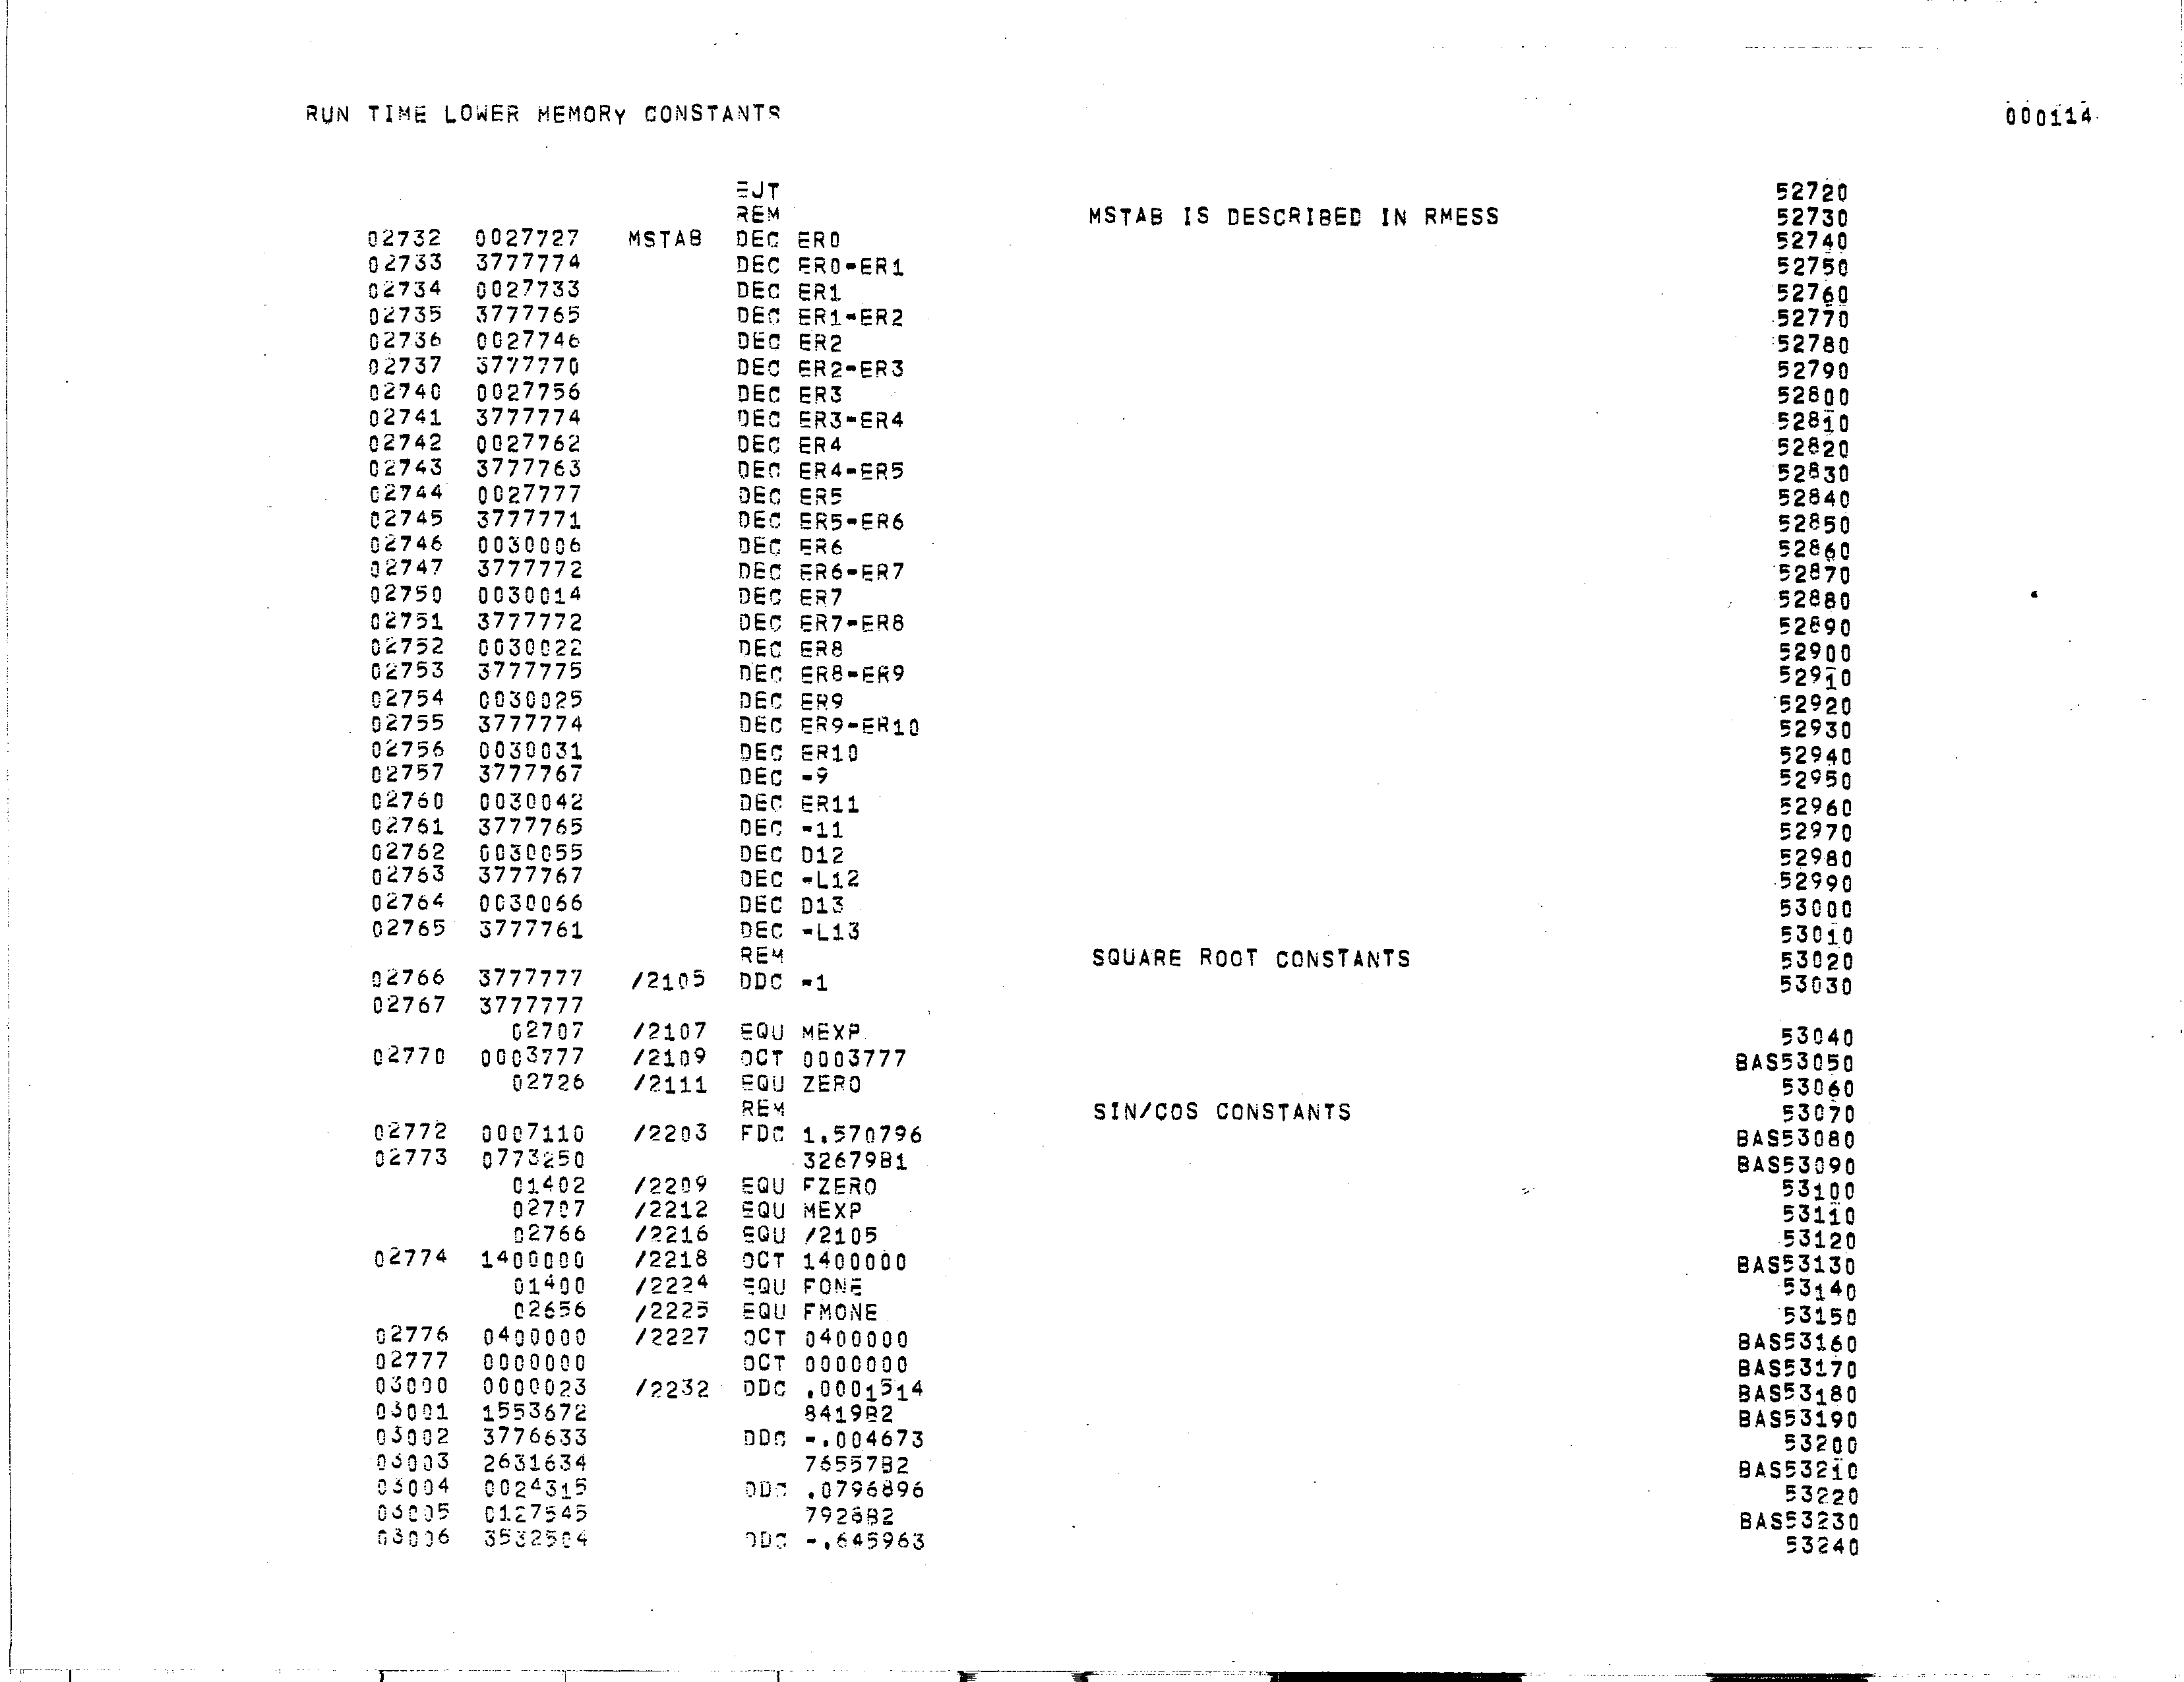 RUN TIME LOWER MEMORY CONSTANTS 000114
EJT 52720
REM MSTAB IS DESCRIBED IN RMESS 52730
02732 0027727 MSTAB DEC ER0 52740
02733 3777774 DEC ER0-ER1 52750
02734 0027733 DEC ER1 52760
02735 3777765 DEC ER1-ER2 52770
02736 0027746 DEC ER2 52780
02737 3777770 DEC ER2-ER3 52790
02740 0027756 DEC ER3 52800
02741 3777774 DEC ER3-ER4 52810
02742 0027762 DEC ER4 52820
02743 3777763 DEC ER4-ER5 52830
02744 0027777 DEC ER5 52840
02745 3777771 DEC ER5-ER6 52850
02746 0030006 DEC ER6 52860
02747 3777772 DEC ER6-ER7 52870
02750 0030014 DEC ER7 52880
02751 3777772 DEC ER7-ER8 52890
02752 0030022 DEC ER8 52900
02753 3777775 DEC ER8-ER9 52910
02754 0030025 DEC ER9 52920
02755 3777774 DEC ER9-ER10 52930
02756 0030031 DEC ER10 52940
02757 3777767 DEC -9 52950
02760 0030042 DEC ER11 52960
02761 3777765 DEC -11 52970
02762 0030055 DEC D12 52980
02763 3777767 DEC -L12 52990
02764 0030066 DEC D13 53000
02765 3777761 DEC -L13 53010
REM SQUARE ROOT CONSTANTS 53020
02766 3777777 /2105 DDC -1 53030
02767 3777777
02707 /2107 EQU MEXP 53040
02770 0003777 /2109 OCT 0003777 BAS53050
02726 /2111 EQU ZERO 53060
REM SIN/COS CONSTANTS 53070
02772 0007110 /2203 FDC 1.570796 BAS53080
02773 0773250 3267981 BAS53090
01402 /2209 EQU FZERO 53100
02707 /2212 EQU MEXP 53110
02766 /2216 EQU /2105 53120
02774 1400000 /2218 OCT 1400000 BAS53130
01400 /2224 EQU FONE 53140
02656 /2225 EQU FMONE 53150
02776 0400000 /2227 OCT 0400000 BAS53160
02777 0000000 OCT 0000000 BAS53170
03000 0000023 /2232 DDC .0001514 BAS53180
03001 1553672 8419B2 BAS53190
03002 3776633 DDC -.004673 53200
03003 2631634 7655782 BAS53210
03004 0024315 DDC .0796896 53220
03005 0127545 7928B2 BAS53230
03006 3532504 DDC -.645963 53240